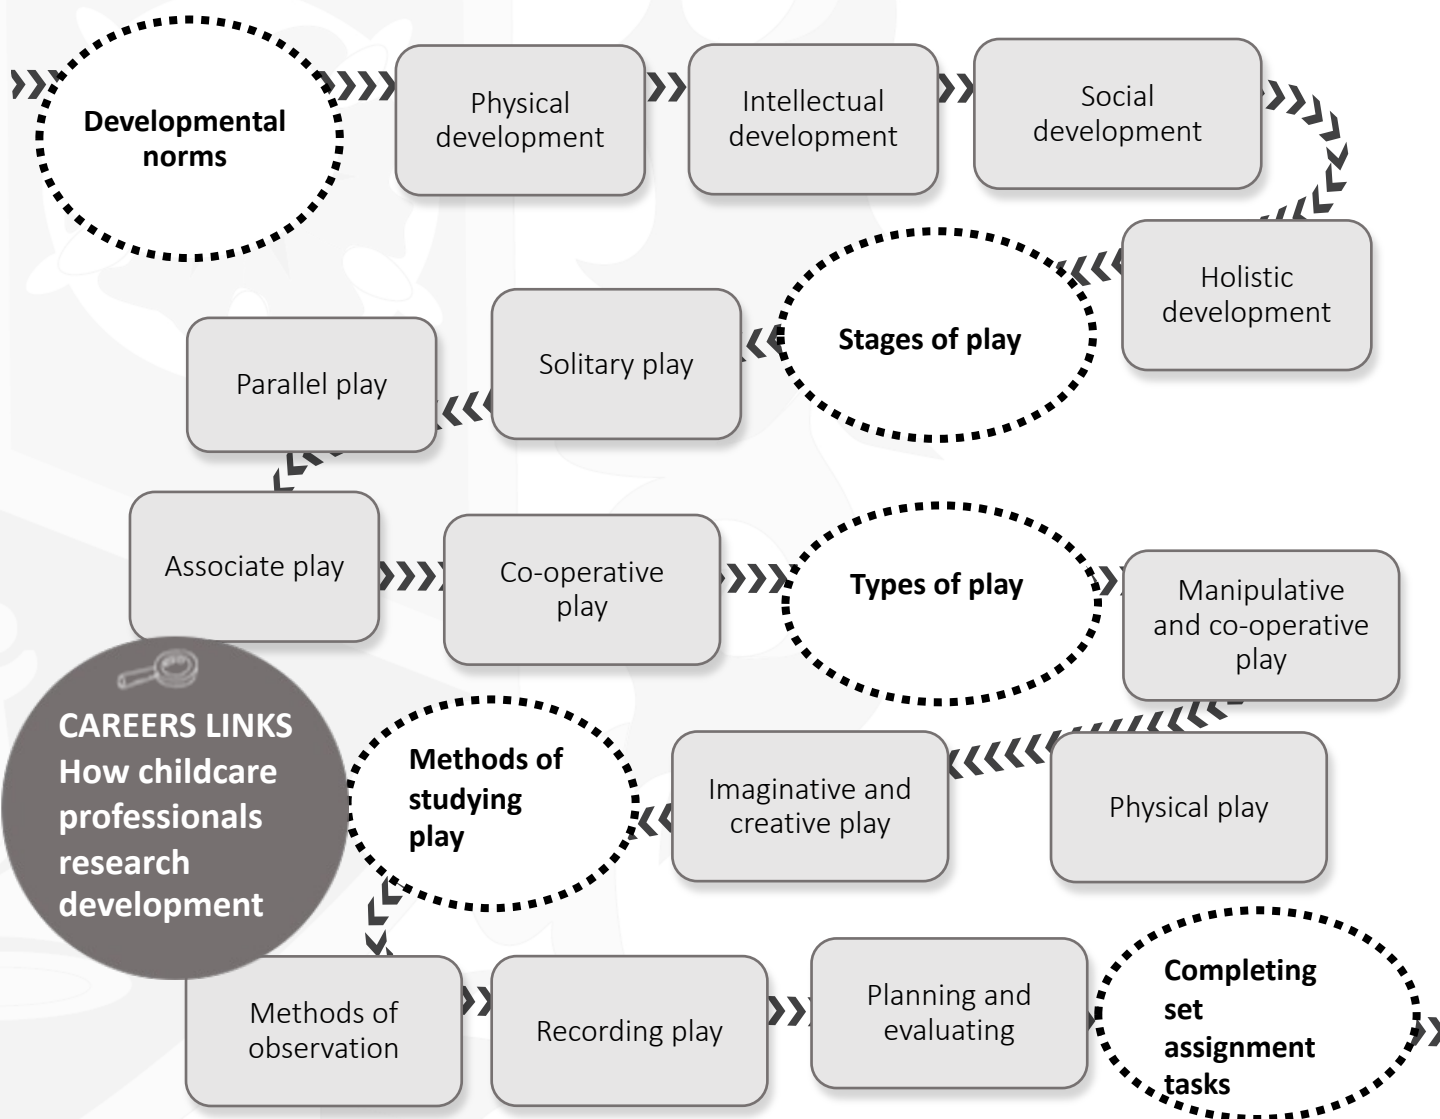 Developmental
norms
Physical
development
Intellectual
development
Social
development
Holistic
development
Stages of play
Solitary play
Parallel play
Associate play
Co-operative
play
Types of play
Manipulative
and co-operative
play
Physical play
Imaginative and
creative play
Methods of
studying
play
CAREERS LINKS
How childcare
professionals
research
development
Methods of
observation
Recording play
Planning and
evaluating
Completing
set
assignment
tasks